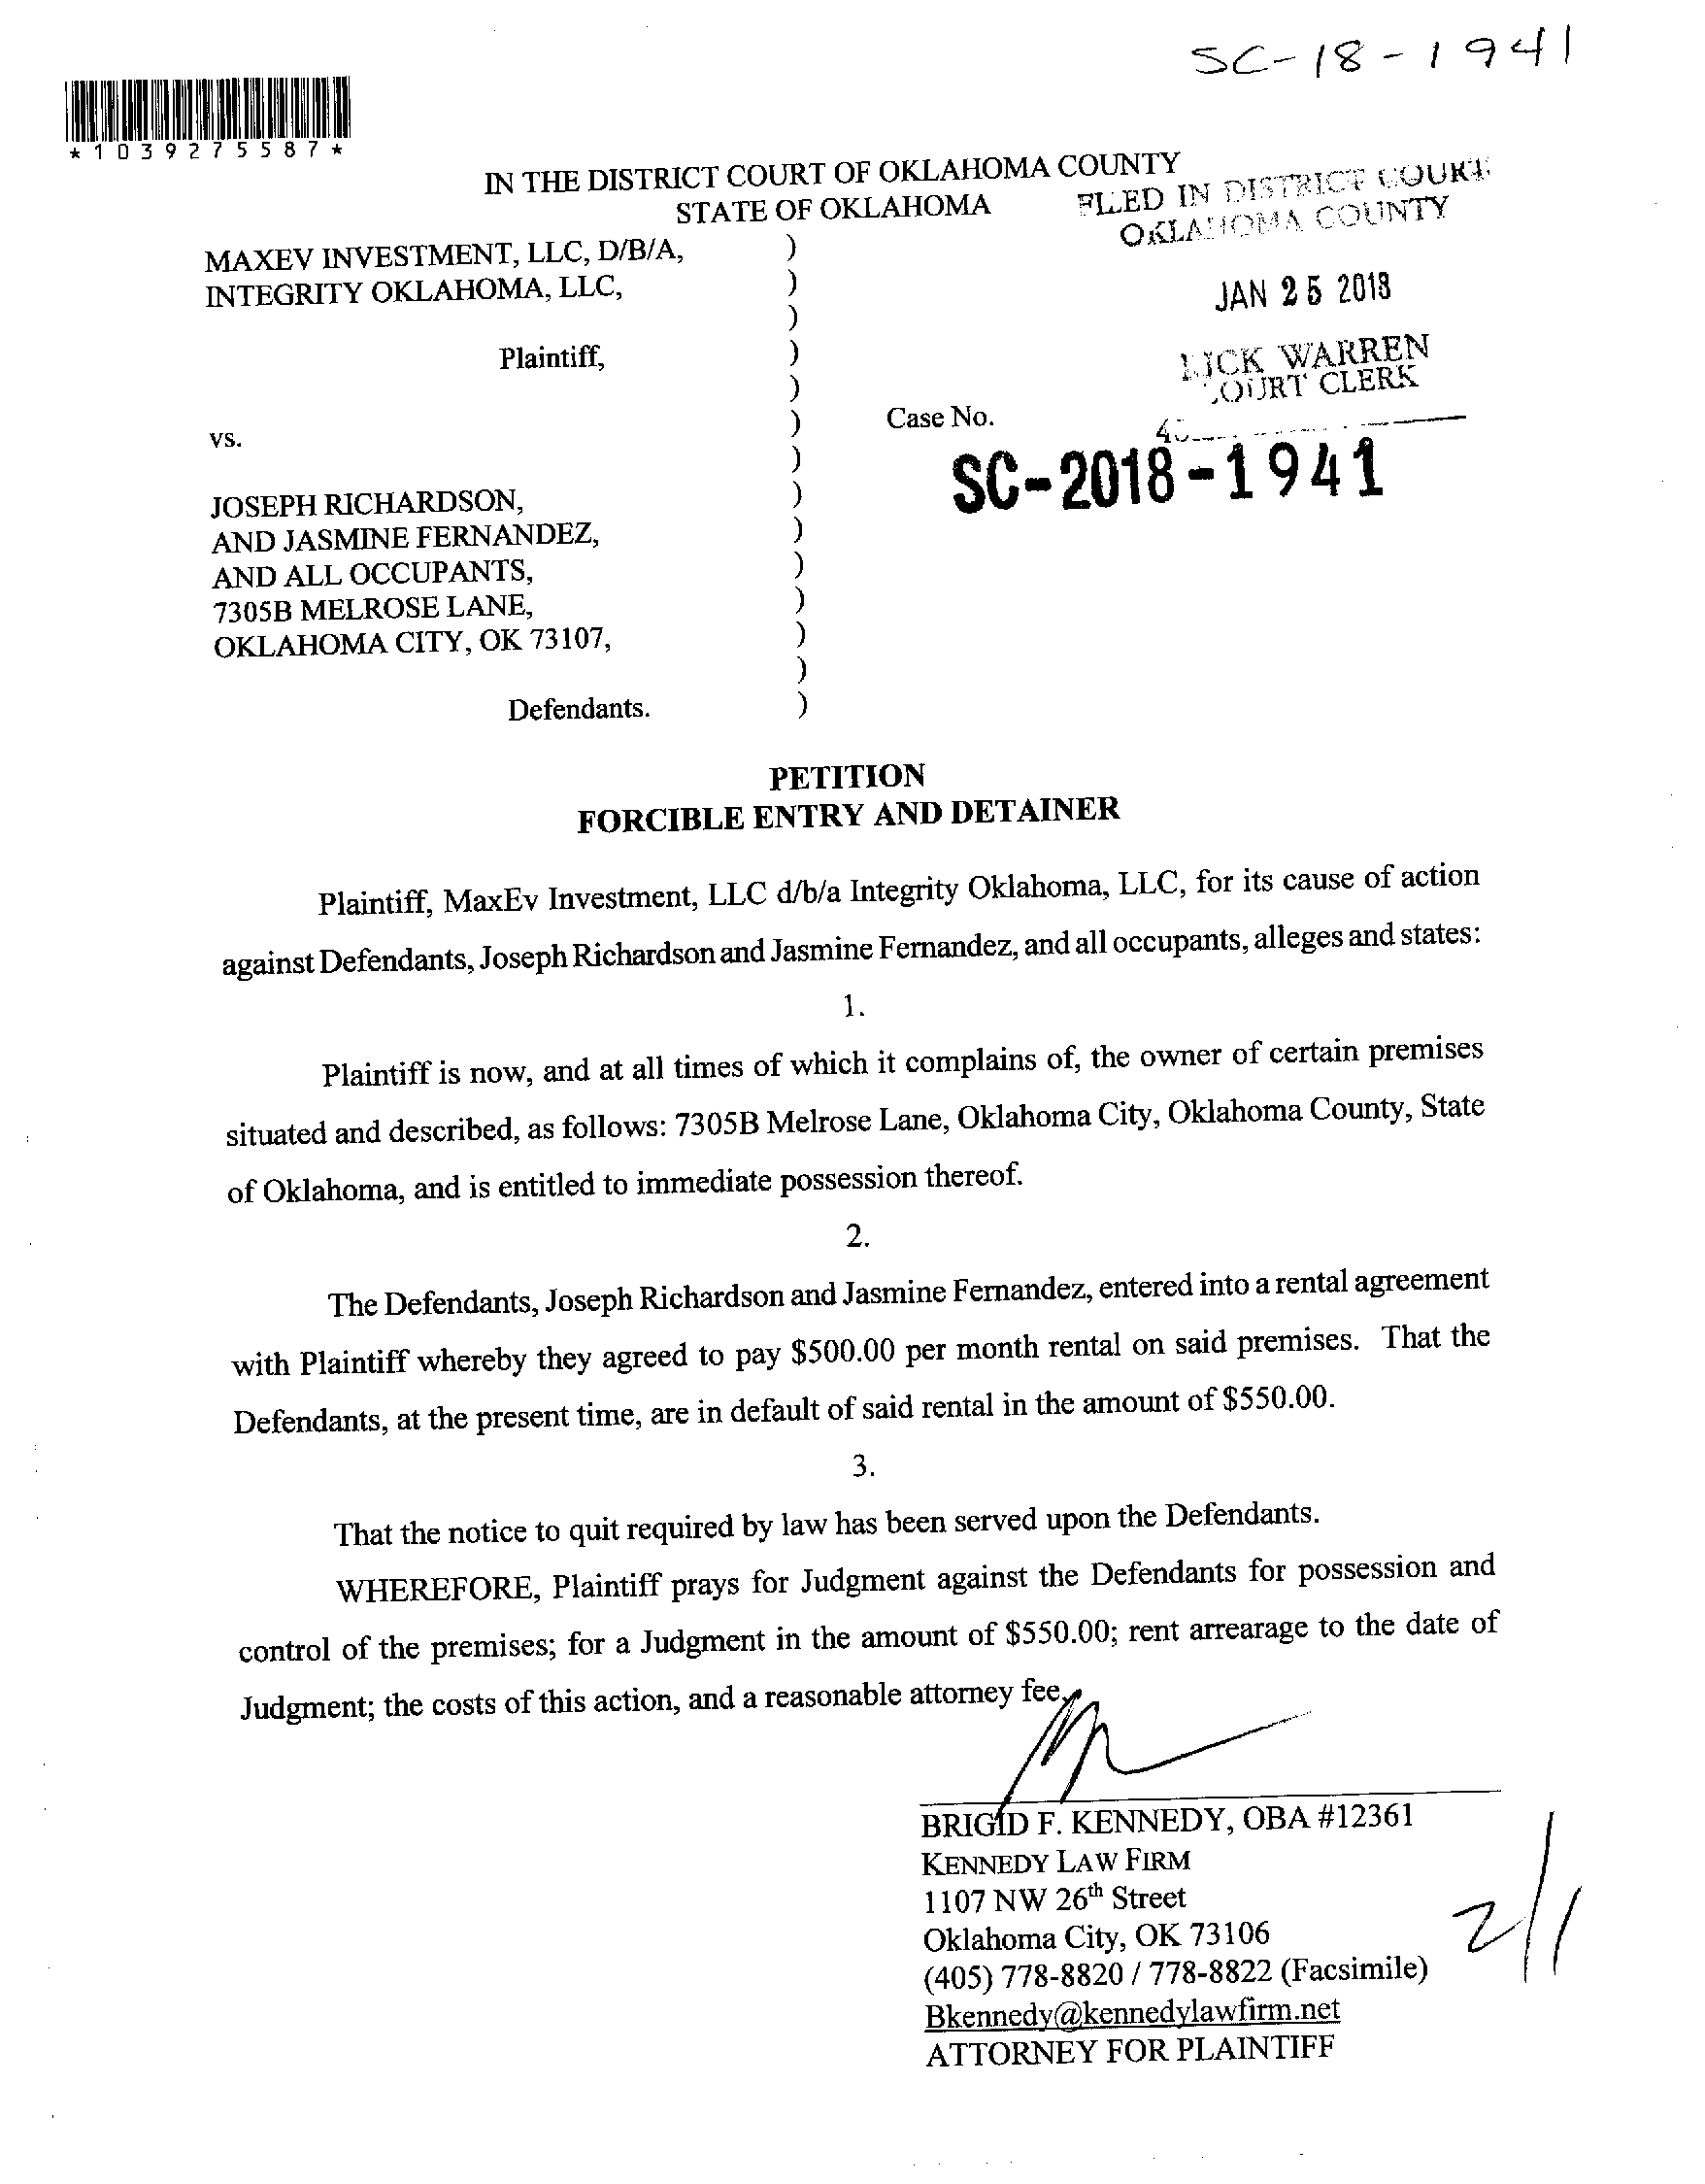 SC-18-1941
*1039275587*
IN THE DISTRICT COURT OF OKLAHOMA COUNTY
STATE OF OKLAHOMA
FILED IN DISTRICT COURT
OKLAHOMA COUNTY
JAN 25 2018
RICK WARREN
COURT CLERK
MAXEV INVESTMENT, LLC, D/B/A, )
INTEGRITY OKLAHOMA, LLC, )
)
Plaintiff, )
)
vs. )
)
JOSEPH RICHARDSON, )
AND JASMINE FERNANDEZ, )
AND ALL OCCUPANTS, )
7305B MELROSE LANE, )
OKLAHOMA CITY, OK 73107, )
)
Defendants. )
Case No.
SC-2018-1941
PETITION
FORCIBLE ENTRY AND DETAINER
Plaintiff, MaxEv Investment, LLC d/b/a Integrity Oklahoma, LLC, for its cause of action
against Defendants, Joseph Richardson and Jasmine Fernandez, and all occupants, alleges and states:
1.
Plaintiff is now, and at all times of which it complains of, the owner of certain premises
situated and described, as follows: 7305B Melrose Lane, Oklahoma City, Oklahoma County, State
of Oklahoma, and is entitled to immediate possession thereof.
2.
The Defendants, Joseph Richardson and Jasmine Fernandez, entered into a rental agreement
with Plaintiff whereby they agreed to pay $500.00 per month rental on said premises. That the
Defendants, at the present time, are in default of said rental in the amount of $550.00.
3.
That the notice to quit required by law has been served upon the Defendants.
WHEREFORE, Plaintiff prays for Judgment against the Defendants for possession and
control of the premises; for a Judgment in the amount of $550.00; rent arrearage to the date of
Judgment; the costs of this action, and a reasonable attorney fee.
BRIGID F. KENNEDY, OBA #12361
KENNEDY LAW FIRM
1107 NW 26th Street
Oklahoma City, OK 73106
(405) 778-8820 / 778-8822 (Facsimile)
Bkennedy@kennedylawfirm.net
ATTORNEY FOR PLAINTIFF
2/1